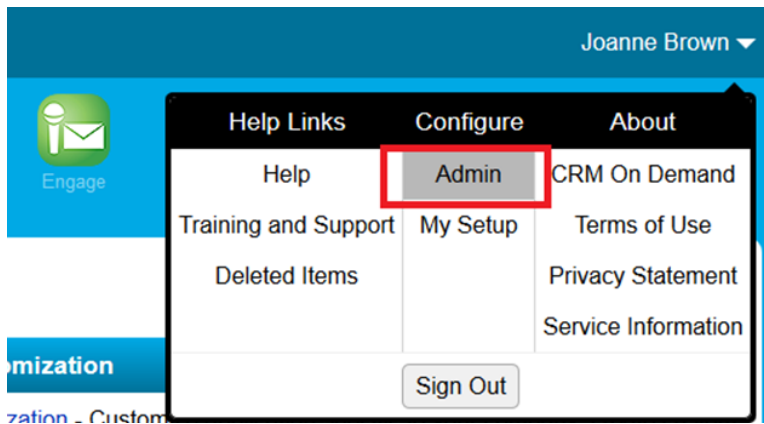 Joanne Brown
Engage
Help Links Configure About
Help Admin CRM On Demand
Training and Support My Setup Terms of Use
Deleted Items Privacy Statement
Service Information
Sign Out
omization
zation - Custom